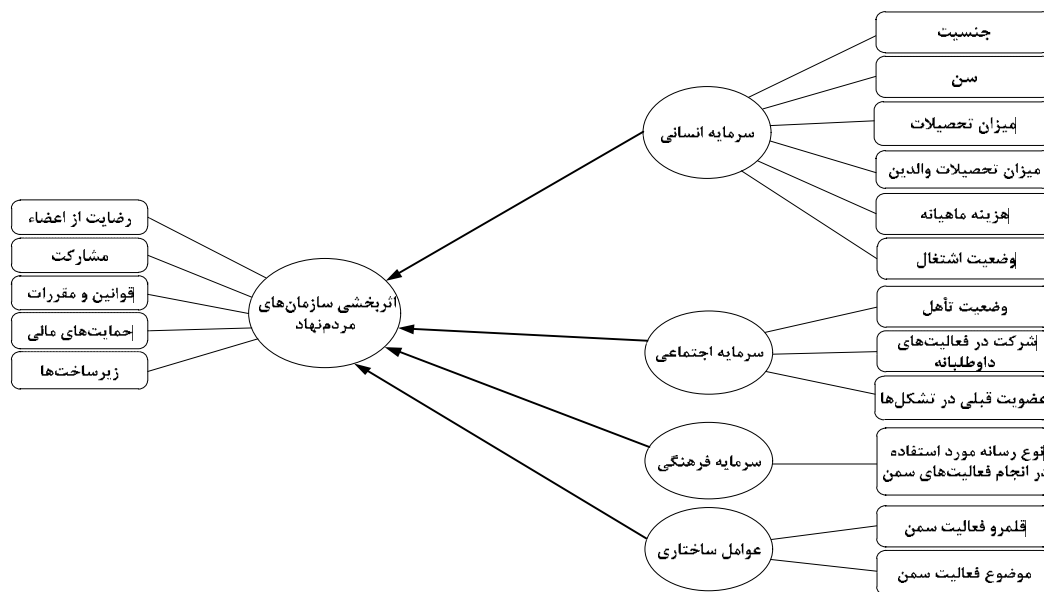 جنسیت
سن
میزان تحصیلات
میزان تحصیلات والدین
هزینه ماهیانه
وضعیت اشتغال
سرمایه انسانی
وضعیت تأهل
شرکت در فعالیت‌های
داوطلبانه
عضویت قبلی در تشکل‌ها
سرمایه اجتماعی
نوع رسانه مورد استفاده
در انجام فعالیت‌های سمن
سرمایه فرهنگی
قلمرو فعالیت سمن
موضوع فعالیت سمن
عوامل ساختاری
اثربخشی سازمان‌های
مردم‌نهاد
رضایت از اعضاء
مشارکت
قوانین و مقررات
حمایت‌های مالی
زیرساخت‌ها